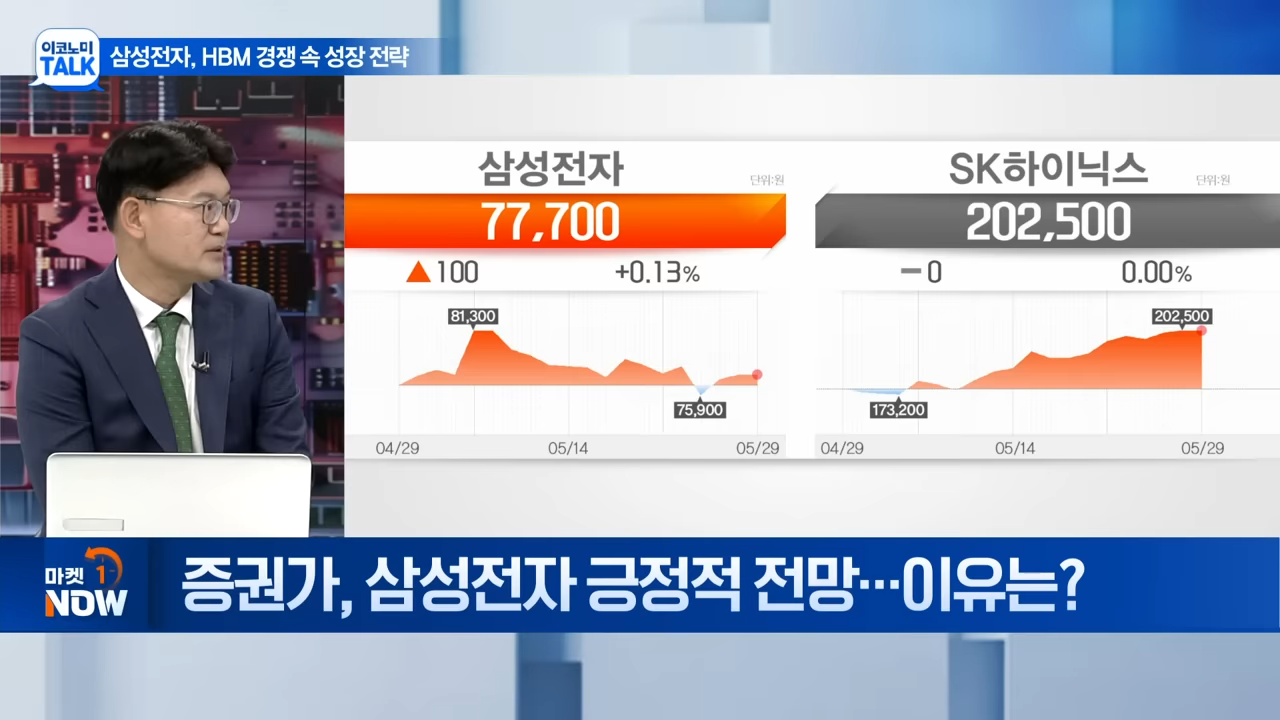 이코노미
TALK
삼성전자, HBM 경쟁 속 성장 전략
삼성전자
단위:원
77,700
▲100 +0.13%
81,300
75,900
04/29 05/14 05/29
SK하이닉스
단위:원
202,500
0 0.00%
202,500
173,200
04/29 05/14 05/29
마켓 1
NOW
증권가, 삼성전자 긍정적 전망…이유는?